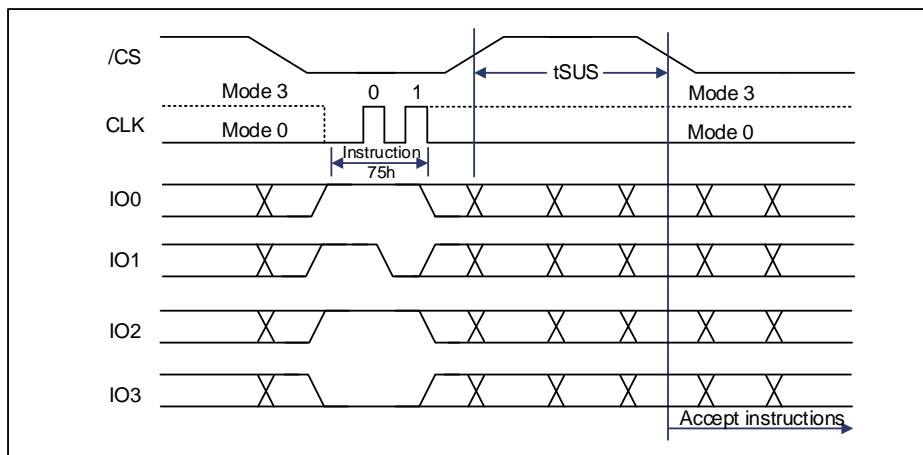 /CS
tSUS
Mode 3 0 1 Mode 3
CLK
Mode 0 Mode 0
Instruction
75h
IO0
IO1
IO2
IO3
Accept instructions